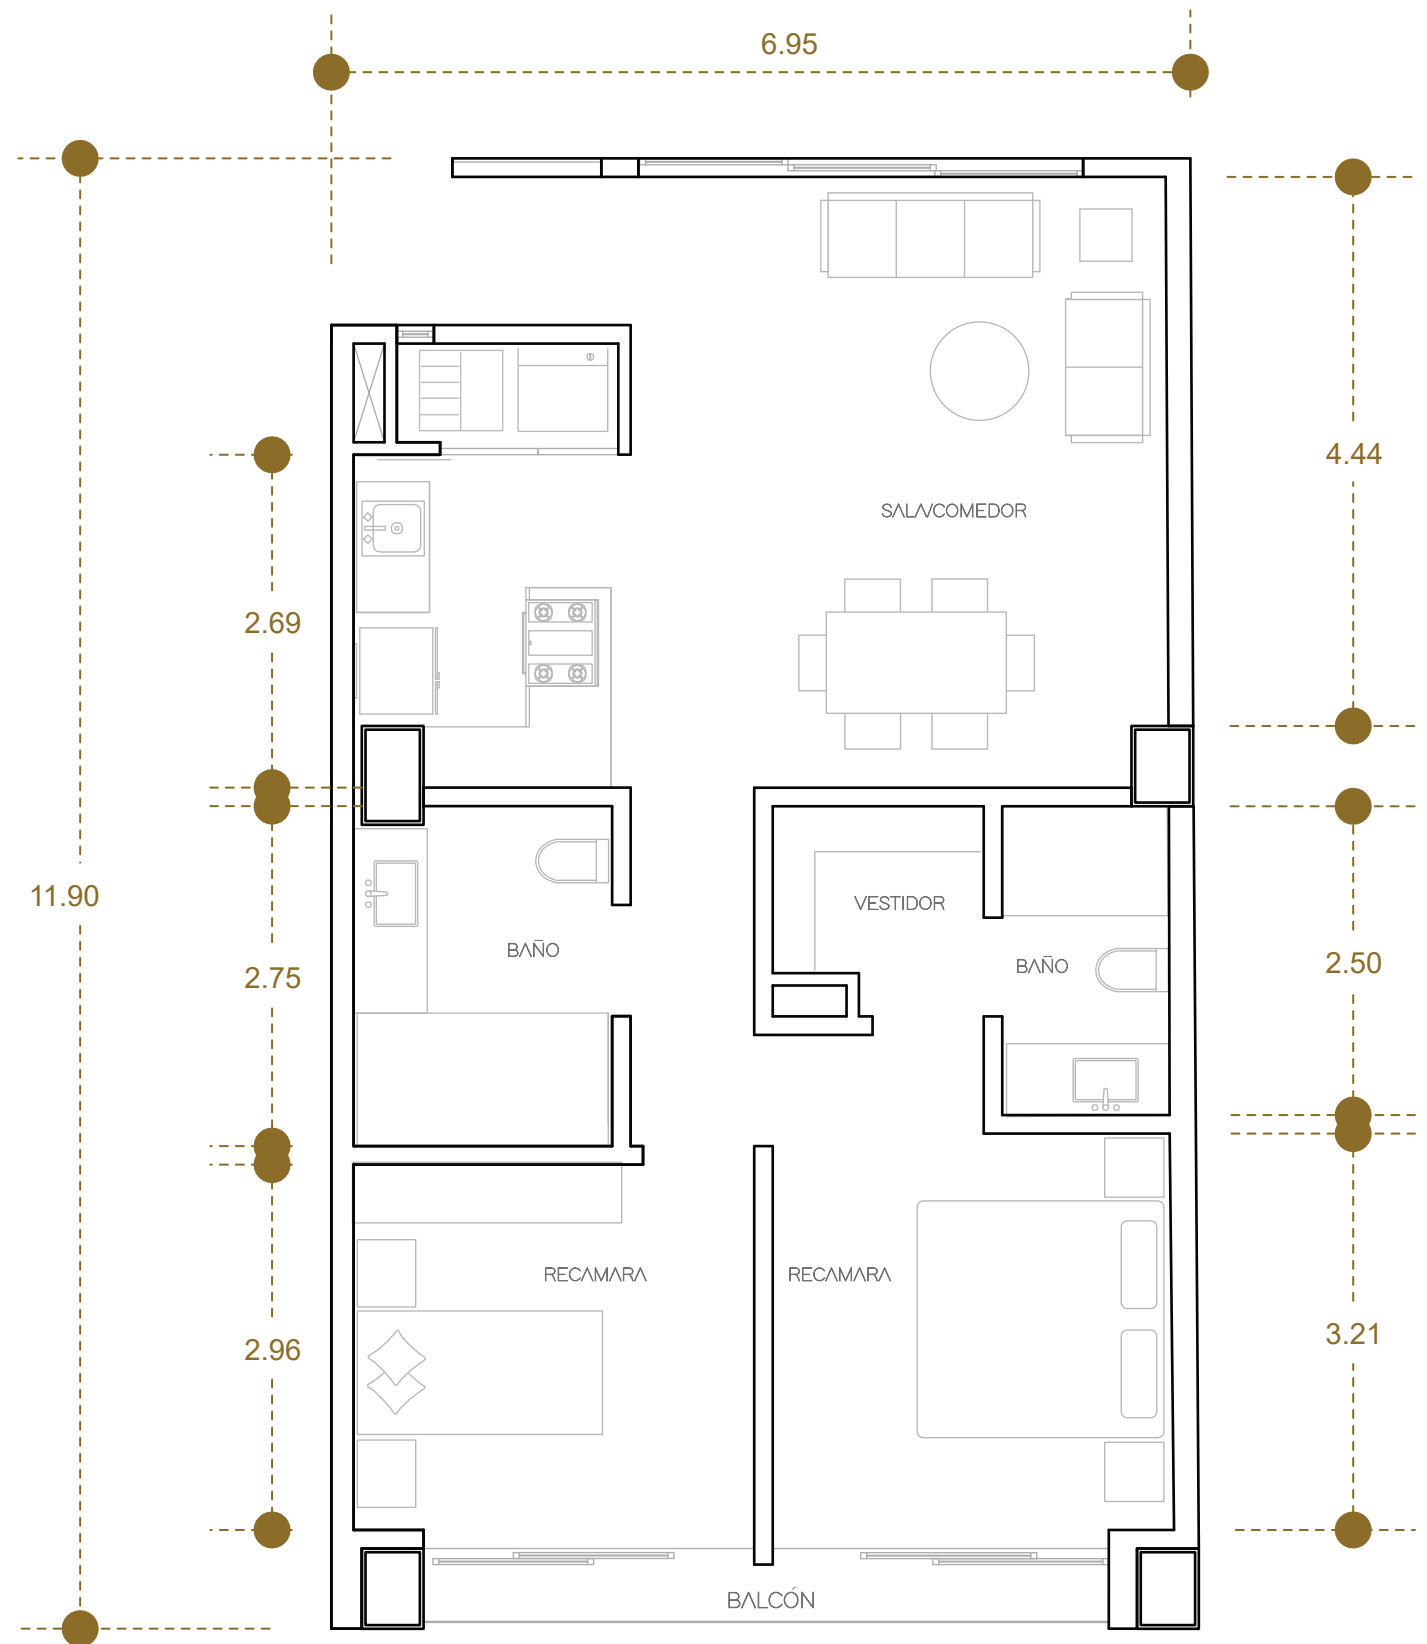 6.95
4.44
SALA/COMEDOR
2.69
11.90
VESTIDOR
BAÑO
BAÑO
2.50
2.75
RECAMARA
RECAMARA
2.96
3.21
BALCÓN